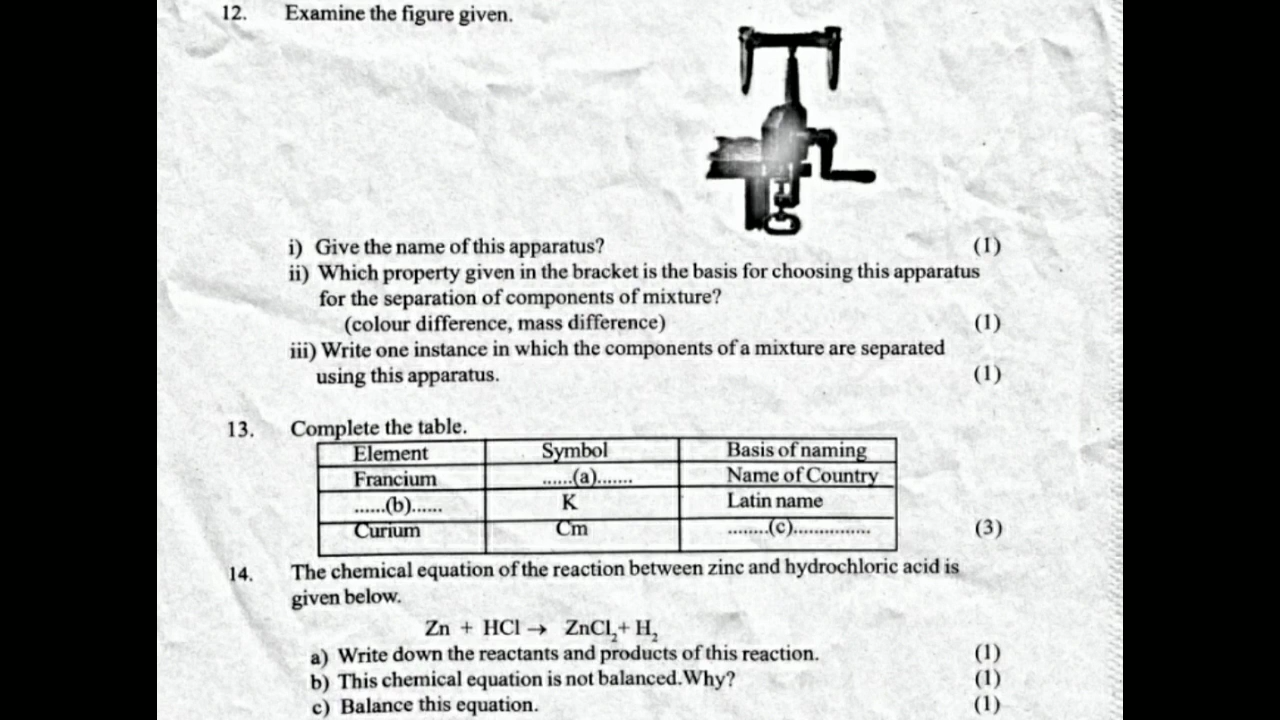 12. Examine the figure given.
i) Give the name of this apparatus? (1)
ii) Which property given in the bracket is the basis for choosing this apparatus
for the separation of components of mixture?
(colour difference, mass difference) (1)
iii) Write one instance in which the components of a mixture are separated
using this apparatus. (1)
13. Complete the table.
Element Symbol Basis of naming
Francium ......(a)....... Name of Country
......(b)...... K Latin name
Curium Cm ........(c)............... (3)
14. The chemical equation of the reaction between zinc and hydrochloric acid is
given below.
Zn + HCl → ZnCl₂+ H₂
a) Write down the reactants and products of this reaction. (1)
b) This chemical equation is not balanced.Why? (1)
c) Balance this equation. (1)